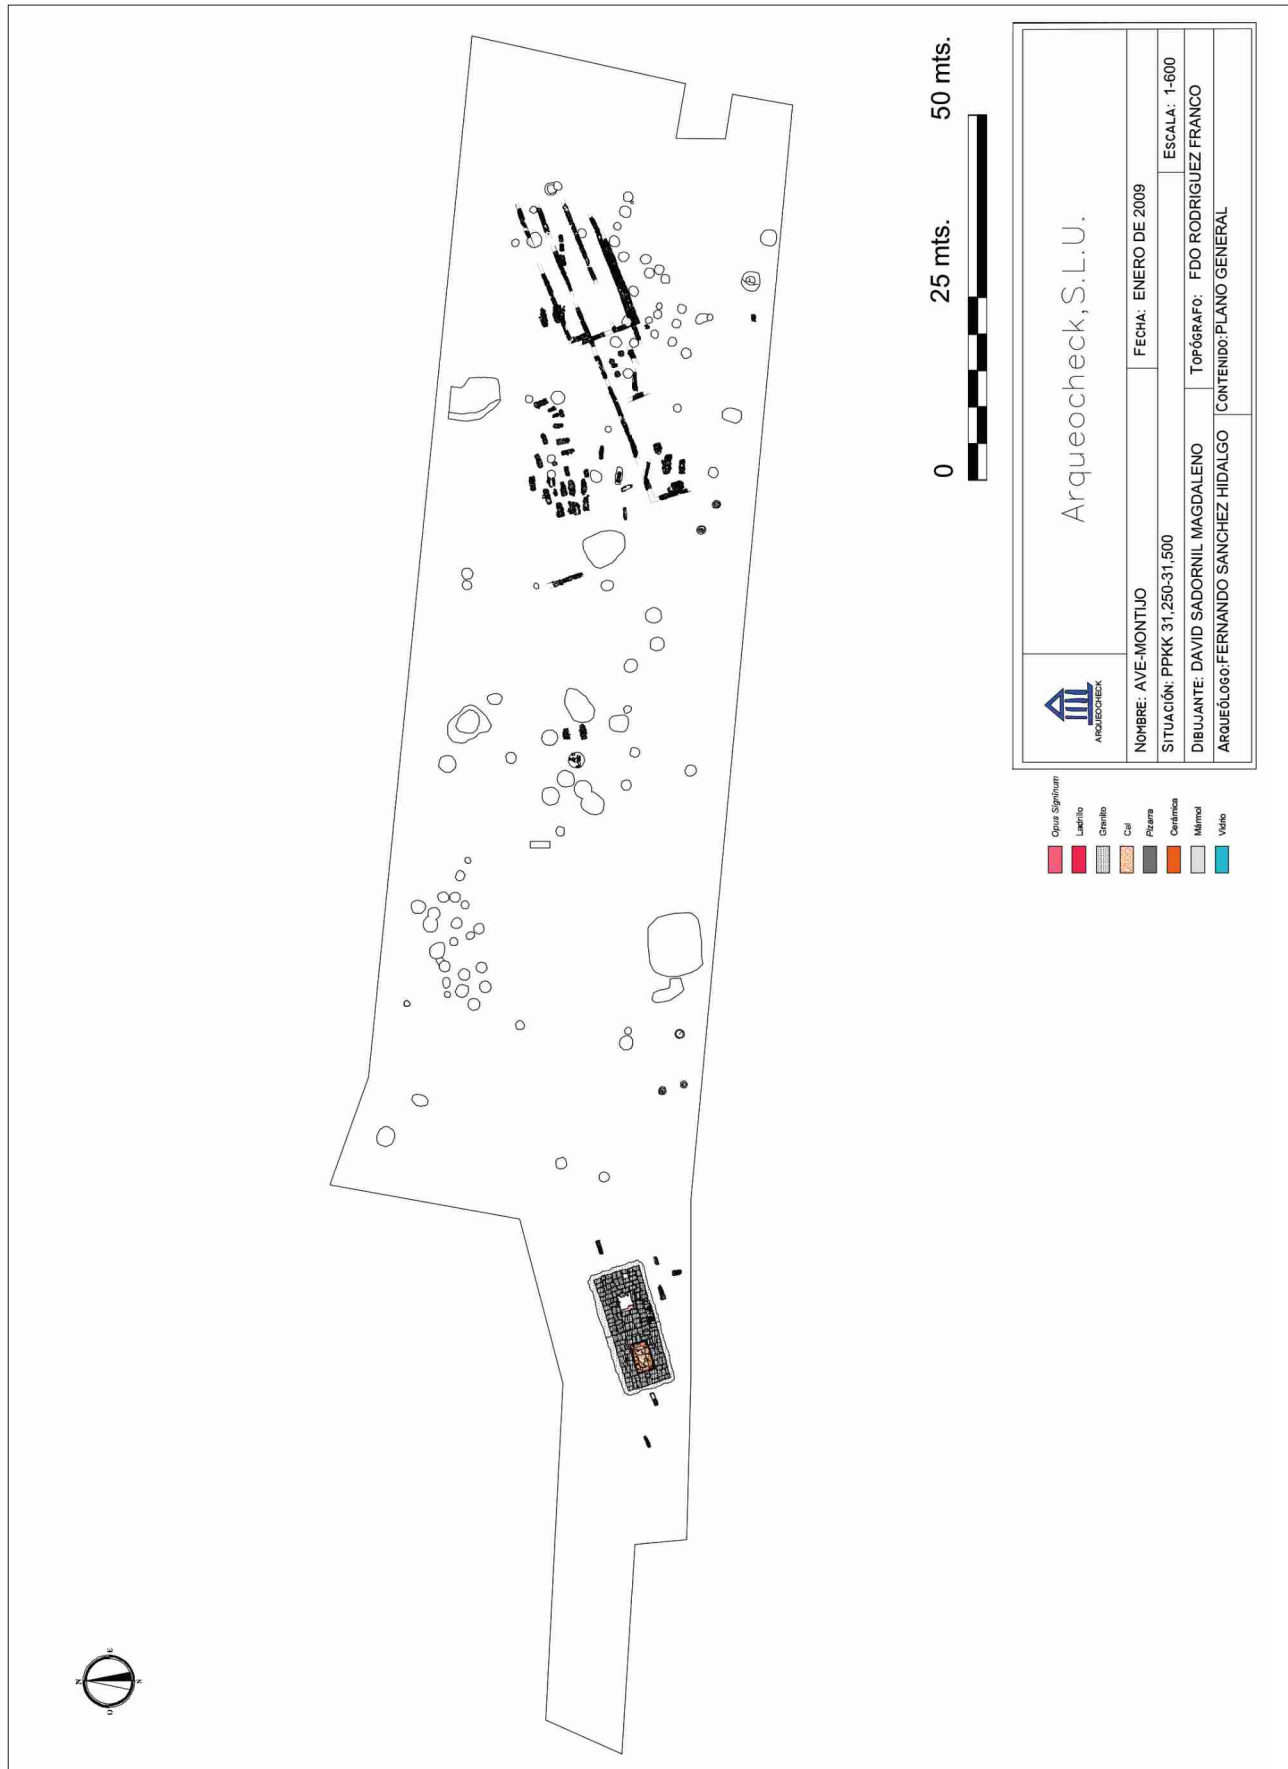 0
25 mts.
50 mts.
Arqueocheck,S.L.U.
ARQUEOCHECK
NOMBRE: AVE-MONTIJO
FECHA: ENERO DE 2009
SITUACIÓN: PPKK 31,250-31,500
ESCALA: 1-600
DIBUJANTE: DAVID SADORNIL MAGDALENO
TOPÓGRAFO: FDO RODRIGUEZ FRANCO
ARQUEÓLOGO:FERNANDO SANCHEZ HIDALGO
CONTENIDO:PLANO GENERAL
Opus Signinum
Ladrillo
Granito
Cal
Pizarra
Cerámica
Mármol
Vidrio
N
E
S
O